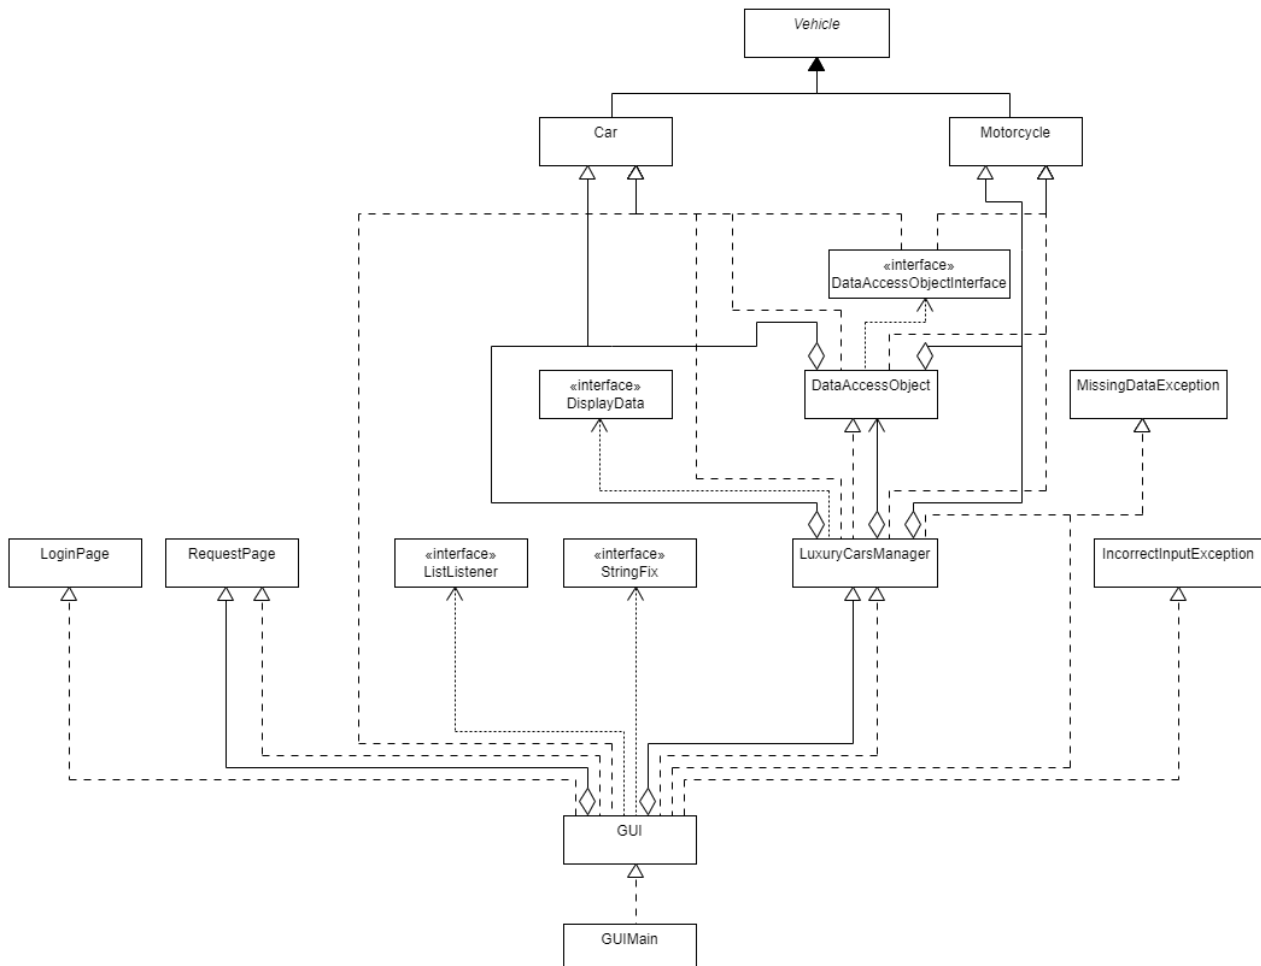 Vehicle
Car
Motorcycle
«interface»
DataAccessObjectInterface
«interface»
DisplayData
DataAccessObject
MissingDataException
LoginPage
RequestPage
«interface»
ListListener
«interface»
StringFix
LuxuryCarsManager
IncorrectInputException
GUI
GUIMain